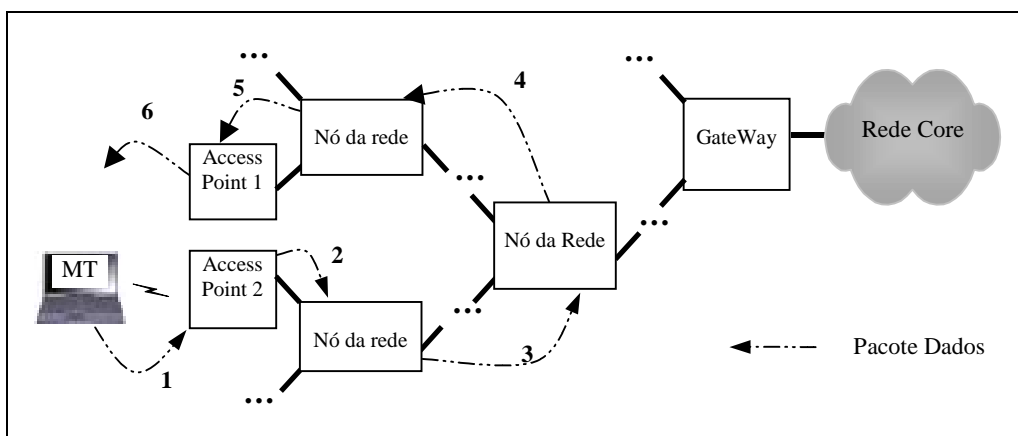 ...
...
4
5
6
Nó da rede
GateWay
Rede Core
Access
Point 1
...
...
Nó da Rede
MT
Access
Point 2
2
...
Nó da rede
3
Pacote Dados
1
...